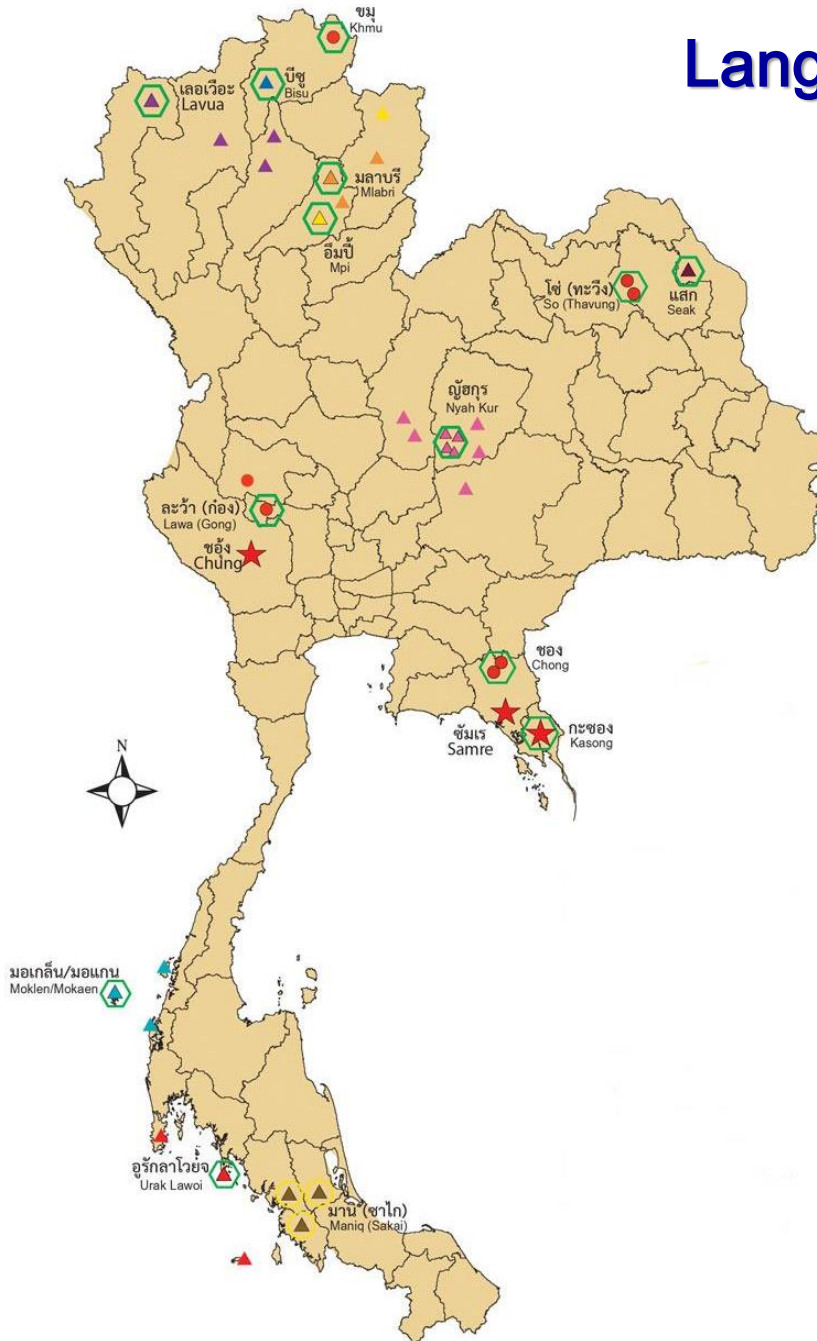 Lang
ขมุ
Khmu
บีซู
Bisu
เลอเวือะ
Lavua
มลาบรี
Mlabri
อึมปี้
Mpi
โซ่ (ทะวืง)
So (Thavung)
แสก
Seak
ญัฮกุร
Nyah Kur
ละว้า (ก๋อง)
Lawa (Gong)
ชอุ้ง
Chung
ชอง
Chong
ซัมเร
Samre
กะซอง
Kasong
N
มอเกล็น/มอแกน
Moklen/Mokaen
อูรักลาโวยจ
Urak Lawoi
มานิ (ซาไก)
Maniq (Sakai)